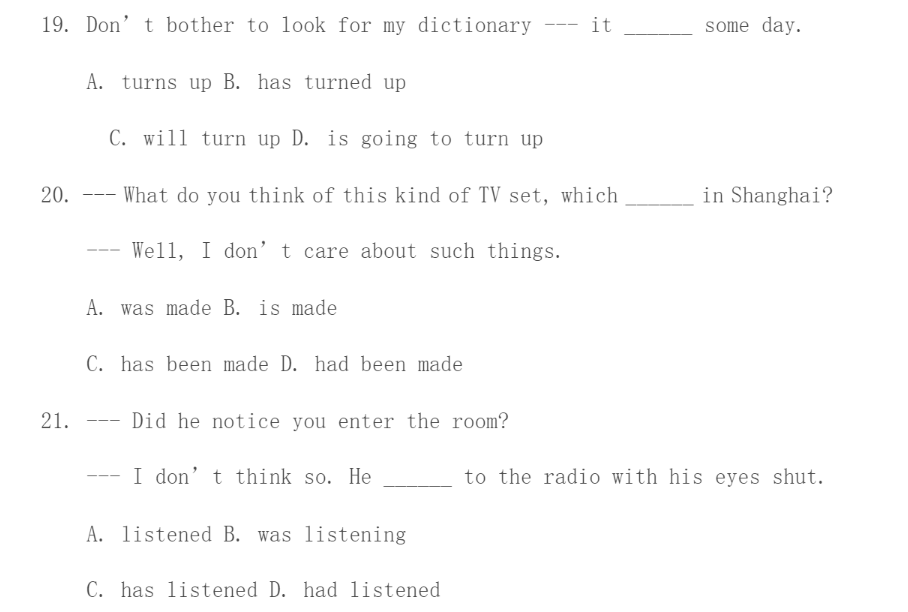 19. Don’t bother to look for my dictionary --- it ______ some day.
A. turns up B. has turned up
C. will turn up D. is going to turn up
20. --- What do you think of this kind of TV set, which ______ in Shanghai?
--- Well, I don’t care about such things.
A. was made B. is made
C. has been made D. had been made
21. --- Did he notice you enter the room?
--- I don’t think so. He ______ to the radio with his eyes shut.
A. listened B. was listening
C. has listened D. had listened